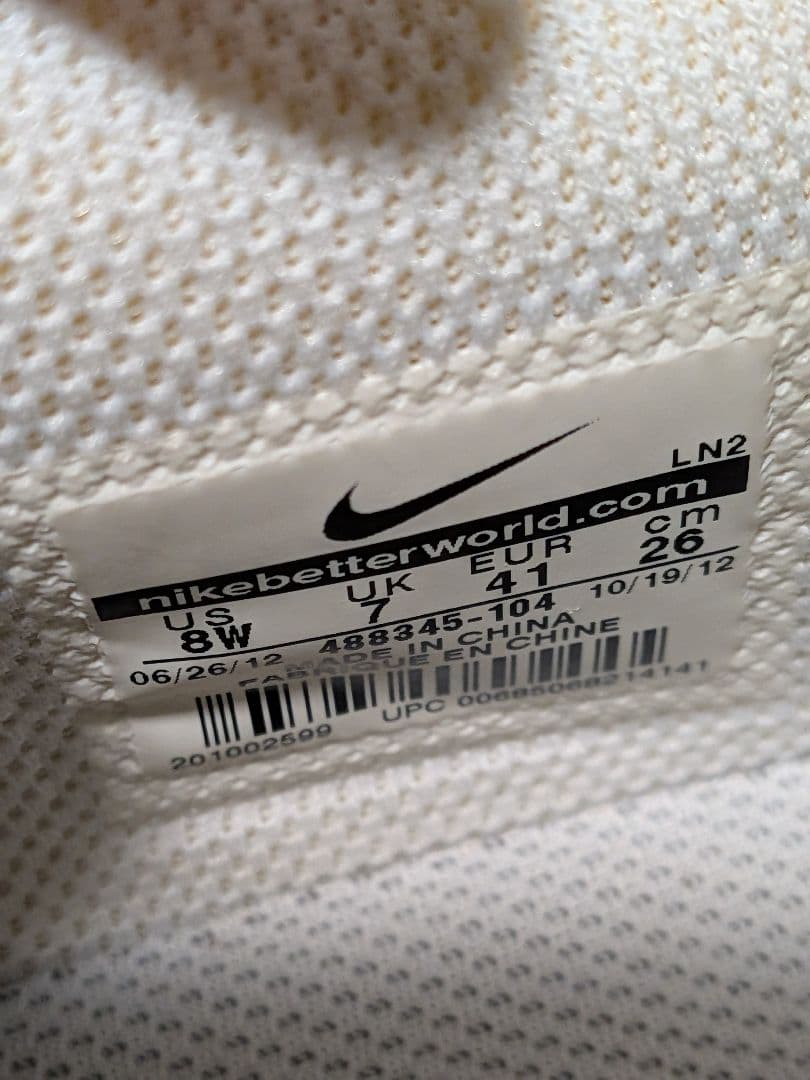 LN2
nikebetterworld.com
US UK EUR cm
8W 7 41 26
06/26/12 488345-104 10/19/12
MADE IN CHINA
FABRIQUE EN CHINE
201002599 UPC